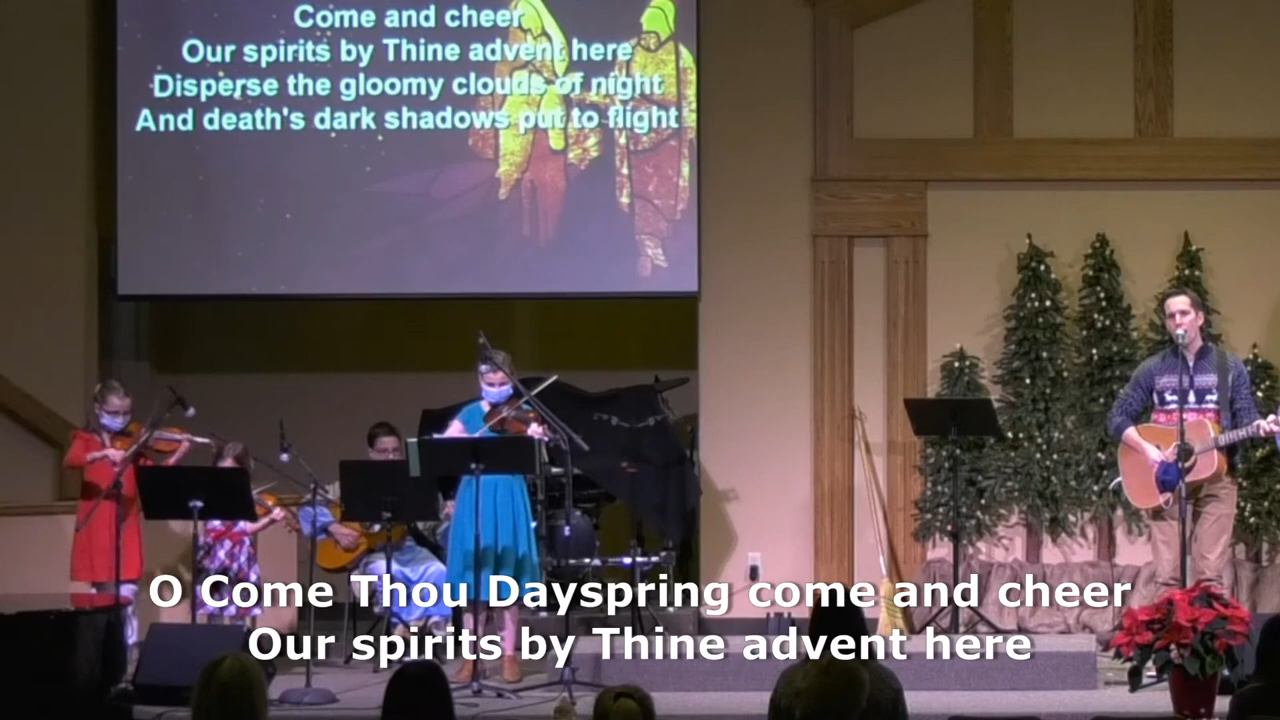 Come and cheer
Our spirits by Thine advent here
Disperse the gloomy clouds of night
And death's dark shadows put to flight
O Come Thou Dayspring come and cheer
Our spirits by Thine advent here